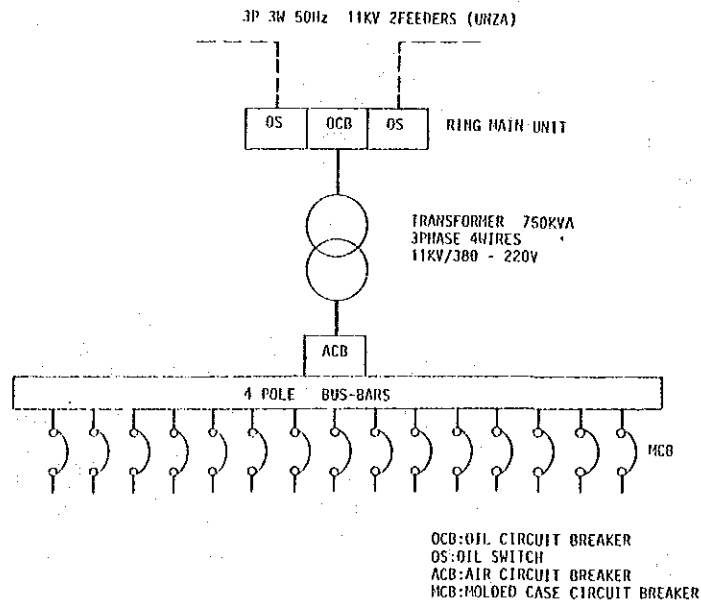 3P 3W 50Hz 11KV 2FEEDERS (UNZA)
OS OCB OS RING MAIN UNIT
TRANSFORMER 750KVA
3PHASE 4WIRES
11KV/380 - 220V
ACB
4 POLE BUS-BARS
MCB
OCB:OIL CIRCUIT BREAKER
OS:OIL SWITCH
ACB:AIR CIRCUIT BREAKER
MCB:MOLDED CASE CIRCUIT BREAKER